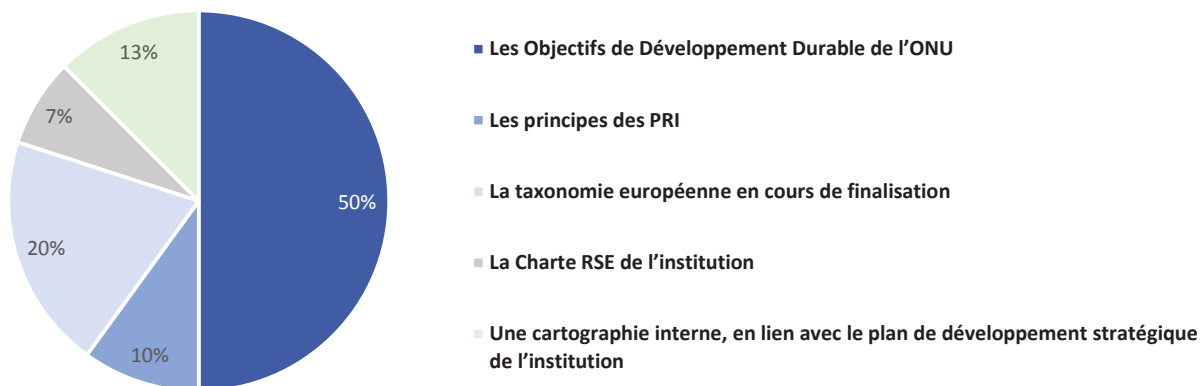 13%
7%
20%
10%
50%
Les Objectifs de Développement Durable de l’ONU
Les principes des PRI
La taxonomie européenne en cours de finalisation
La Charte RSE de l’institution
Une cartographie interne, en lien avec le plan de développement stratégique
de l’institution